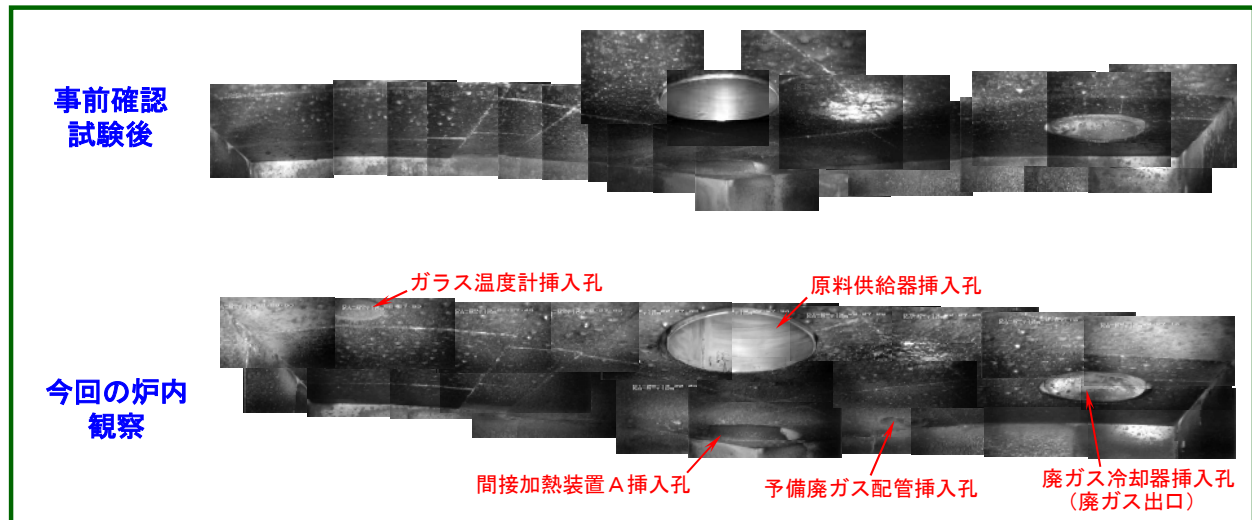 事前確認
試験後
ガラス温度計挿入孔
原料供給器挿入孔
今回の炉内
観察
間接加熱装置A挿入孔
予備廃ガス配管挿入孔
廃ガス冷却器挿入孔
（廃ガス出口）